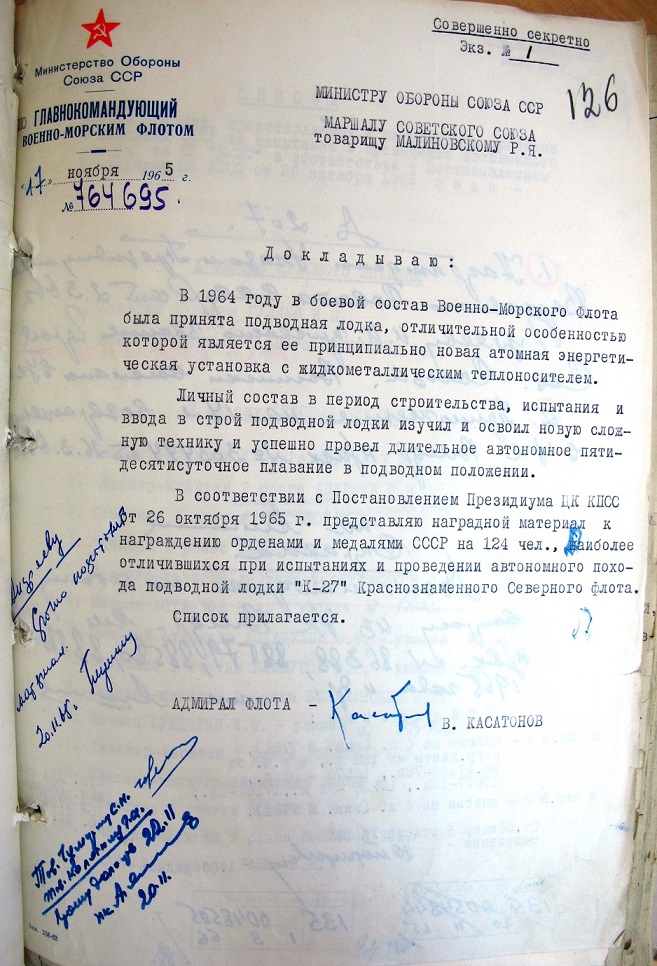 Совершенно секретно
Экз. № 1
126
Министерство Обороны
Союза ССР
ГЛАВНОКОМАНДУЮЩИЙ
ВОЕННО-МОРСКИМ ФЛОТОМ
"17" ноября 1965 г.
№ 764695.
МИНИСТРУ ОБОРОНЫ СОЮЗА ССР
МАРШАЛУ СОВЕТСКОГО СОЮЗА
товарищу МАЛИНОВСКОМУ Р.Я.
Докладываю:
В 1964 году в боевой состав Военно-Морского Флота
была принята подводная лодка, отличительной особенностью
которой является ее принципиально новая атомная энергети-
ческая установка с жидкометаллическим теплоносителем.
Личный состав в период строительства, испытания и
ввода в строй подводной лодки изучил и освоил новую слож-
ную технику и успешно провел длительное автономное пяти-
десятисуточное плавание в подводном положении.
В соответствии с Постановлением Президиума ЦК КПСС
от 26 октября 1965 г. представляю наградной материал к
награждению орденами и медалями СССР на 124 чел., наиболее
отличившихся при испытаниях и проведении автономного похо-
да подводной лодки "К-27" Краснознаменного Северного флота.
Список прилагается.
АДМИРАЛ ФЛОТА -
В. КАСАТОНОВ
Срочно
20.11.65г.
20.11.